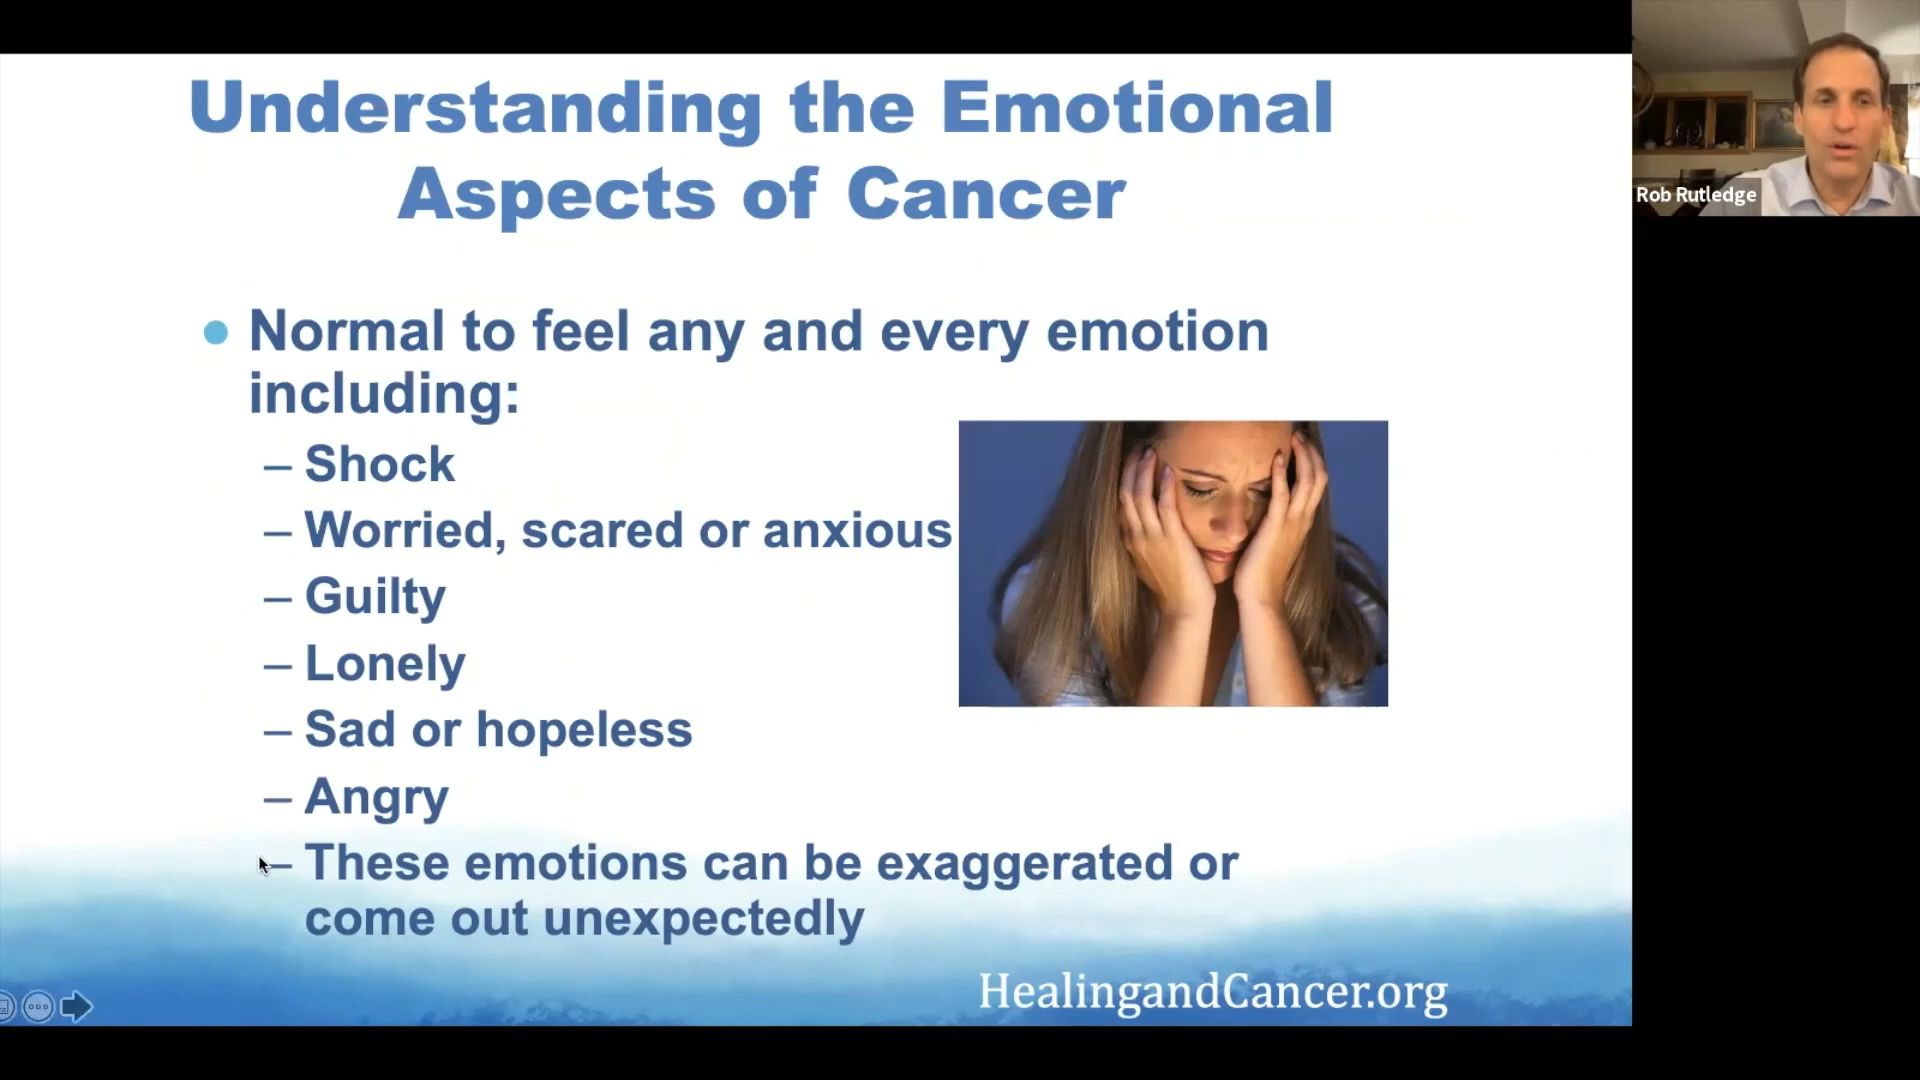 Understanding the Emotional
Aspects of Cancer
Rob Rutledge
● Normal to feel any and every emotion
including:
– Shock
– Worried, scared or anxious
– Guilty
– Lonely
– Sad or hopeless
– Angry
– These emotions can be exaggerated or
come out unexpectedly
HealingandCancer.org